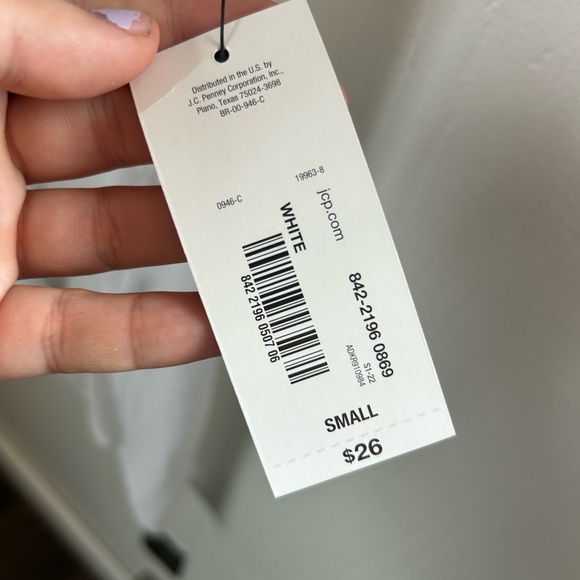 Distributed in the U.S. by
J.C. Penney Corporation, Inc.,
Plano, Texas 75024-3698
BR-00-946-C
19963-8
0946-C
jcp.com
WHITE
842 2196 0507 06
842-2196 0869
S1-22
ADKR910984
SMALL
$26